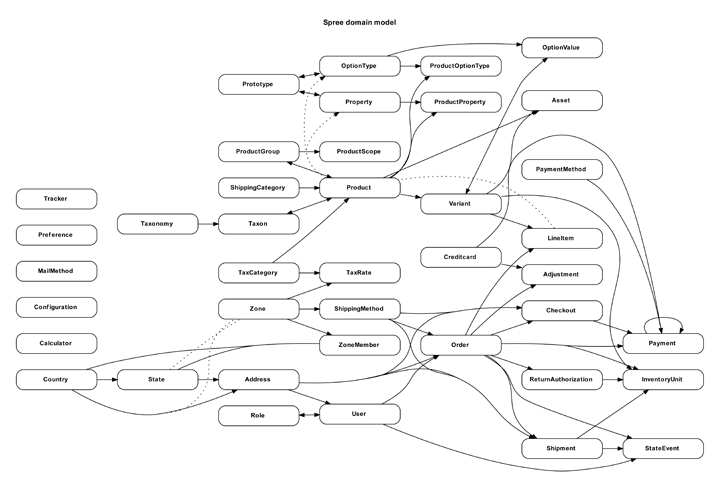 Spree domain model
OptionValue
OptionType
ProductOptionType
Prototype
Property
ProductProperty
Asset
ProductGroup
ProductScope
PaymentMethod
ShippingCategory
Product
Tracker
Variant
Taxonomy
Taxon
Preference
LineItem
Creditcard
MailMethod
TaxCategory
TaxRate
Adjustment
Configuration
Zone
ShippingMethod
Checkout
Calculator
ZoneMember
Order
Payment
Country
State
Address
ReturnAuthorization
InventoryUnit
Role
User
Shipment
StateEvent